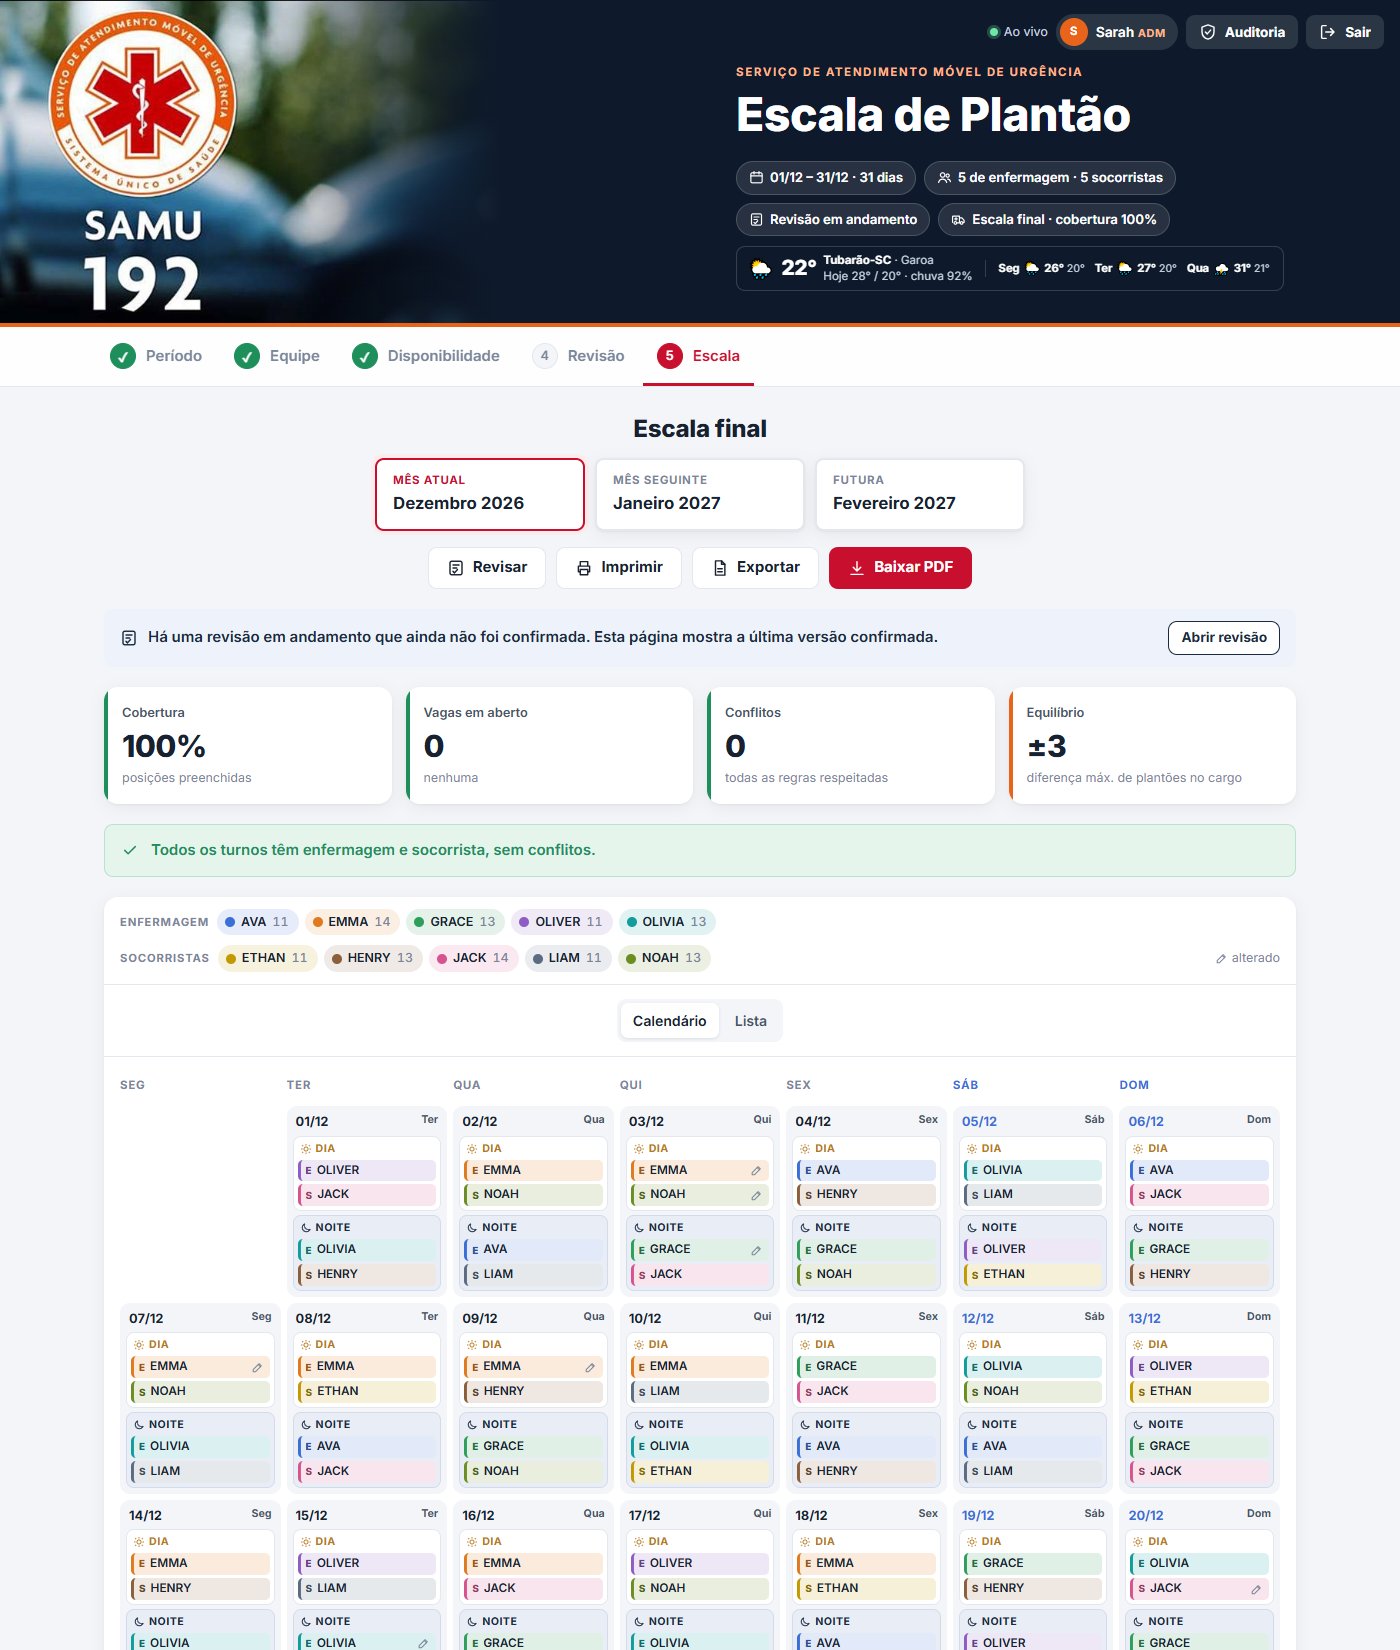 SERVIÇO DE ATENDIMENTO MÓVEL DE URGÊNCIA
SISTEMA ÚNICO DE SAÚDE
SAMU
192
Ao vivo
S Sarah ADM
Auditoria
Sair
SERVIÇO DE ATENDIMENTO MÓVEL DE URGÊNCIA
Escala de Plantão
01/12 – 31/12 · 31 dias
5 de enfermagem · 5 socorristas
Revisão em andamento
Escala final · cobertura 100%
22° Tubarão-SC · Garoa
Hoje 28° / 20° · chuva 92%
Seg 26° 20° Ter 27° 20° Qua 31° 21°
Período
Equipe
Disponibilidade
4 Revisão
5 Escala
Escala final
MÊS ATUAL
Dezembro 2026
MÊS SEGUINTE
Janeiro 2027
FUTURA
Fevereiro 2027
Revisar
Imprimir
Exportar
Baixar PDF
Há uma revisão em andamento que ainda não foi confirmada. Esta página mostra a última versão confirmada.
Abrir revisão
Cobertura
100%
posições preenchidas
Vagas em aberto
0
nenhuma
Conflitos
0
todas as regras respeitadas
Equilíbrio
±3
diferença máx. de plantões no cargo
Todos os turnos têm enfermagem e socorrista, sem conflitos.
ENFERMAGEM AVA 11 EMMA 14 GRACE 13 OLIVER 11 OLIVIA 13
SOCORRISTAS ETHAN 11 HENRY 13 JACK 14 LIAM 11 NOAH 13
alterado
Calendário
Lista
SEG TER QUA QUI SEX SÁB DOM
01/12 Ter
DIA
E OLIVER
S JACK
NOITE
E OLIVIA
S HENRY
02/12 Qua
DIA
E EMMA
S NOAH
NOITE
E AVA
S LIAM
03/12 Qui
DIA
E EMMA
S NOAH
NOITE
E GRACE
S JACK
04/12 Sex
DIA
E AVA
S HENRY
NOITE
E GRACE
S NOAH
05/12 Sáb
DIA
E OLIVIA
S LIAM
NOITE
E OLIVER
S ETHAN
06/12 Dom
DIA
E AVA
S JACK
NOITE
E GRACE
S HENRY
07/12 Seg
DIA
E EMMA
S NOAH
NOITE
E OLIVIA
S LIAM
08/12 Ter
DIA
E EMMA
S ETHAN
NOITE
E AVA
S JACK
09/12 Qua
DIA
E EMMA
S HENRY
NOITE
E GRACE
S NOAH
10/12 Qui
DIA
E EMMA
S LIAM
NOITE
E OLIVIA
S ETHAN
11/12 Sex
DIA
E GRACE
S JACK
NOITE
E AVA
S HENRY
12/12 Sáb
DIA
E OLIVIA
S NOAH
NOITE
E AVA
S LIAM
13/12 Dom
DIA
E OLIVER
S ETHAN
NOITE
E GRACE
S JACK
14/12 Seg
DIA
E EMMA
S HENRY
NOITE
E OLIVIA
15/12 Ter
DIA
E OLIVER
S LIAM
NOITE
E OLIVIA
16/12 Qua
DIA
E EMMA
S JACK
NOITE
E GRACE
17/12 Qui
DIA
E OLIVER
S NOAH
NOITE
E OLIVIA
18/12 Sex
DIA
E EMMA
S ETHAN
NOITE
E AVA
19/12 Sáb
DIA
E GRACE
S HENRY
NOITE
E OLIVER
20/12 Dom
DIA
E OLIVIA
S JACK
NOITE
E GRACE